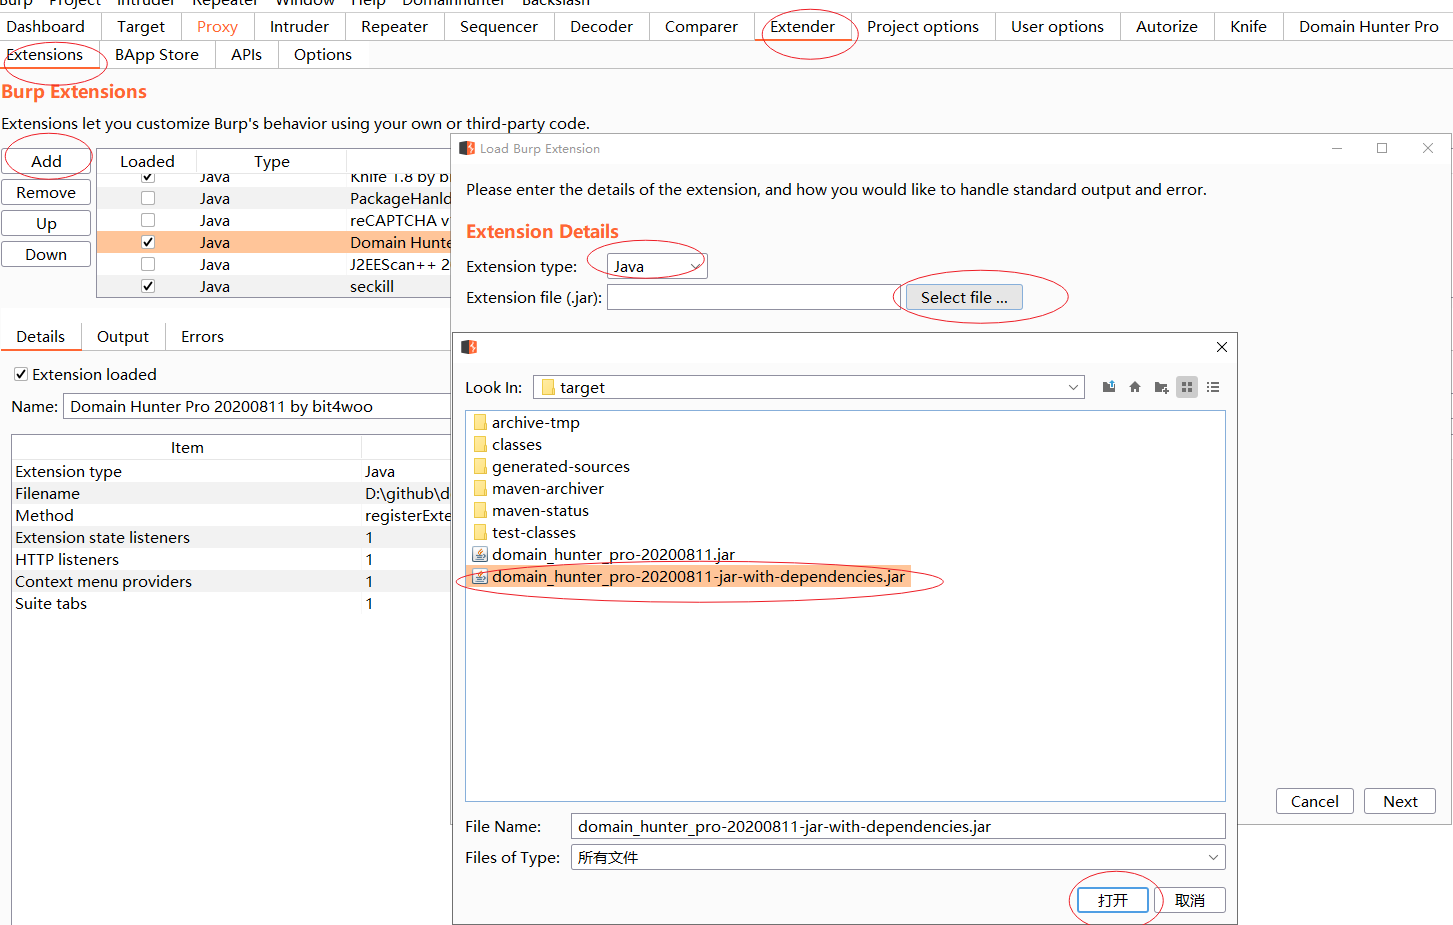 Burp Project Intruder Repeater Window Help Domainhunter Backslash
Dashboard Target Proxy Intruder Repeater Sequencer Decoder Comparer Extender Project options User options Autorize Knife Domain Hunter Pro
Extensions BApp Store APIs Options
Burp Extensions
Extensions let you customize Burp's behavior using your own or third-party code.
Add
Remove
Up
Down
Loaded Type
Java Knife 1.8 by bi
Java PackageHanld
Java reCAPTCHA v
Java Domain Hunte
Java J2EEScan++ 2
Java seckill
Details Output Errors
Extension loaded
Name: Domain Hunter Pro 20200811 by bit4woo
Item
Extension type Java
Filename D:\github\d
Method registerExte
Extension state listeners 1
HTTP listeners 1
Context menu providers 1
Suite tabs 1
Load Burp Extension
Please enter the details of the extension, and how you would like to handle standard output and error.
Extension Details
Extension type: Java
Extension file (.jar): Select file ...
Look In: target
archive-tmp
classes
generated-sources
maven-archiver
maven-status
test-classes
domain_hunter_pro-20200811.jar
domain_hunter_pro-20200811-jar-with-dependencies.jar
File Name: domain_hunter_pro-20200811-jar-with-dependencies.jar
Files of Type: 所有文件
打开 取消
Cancel Next